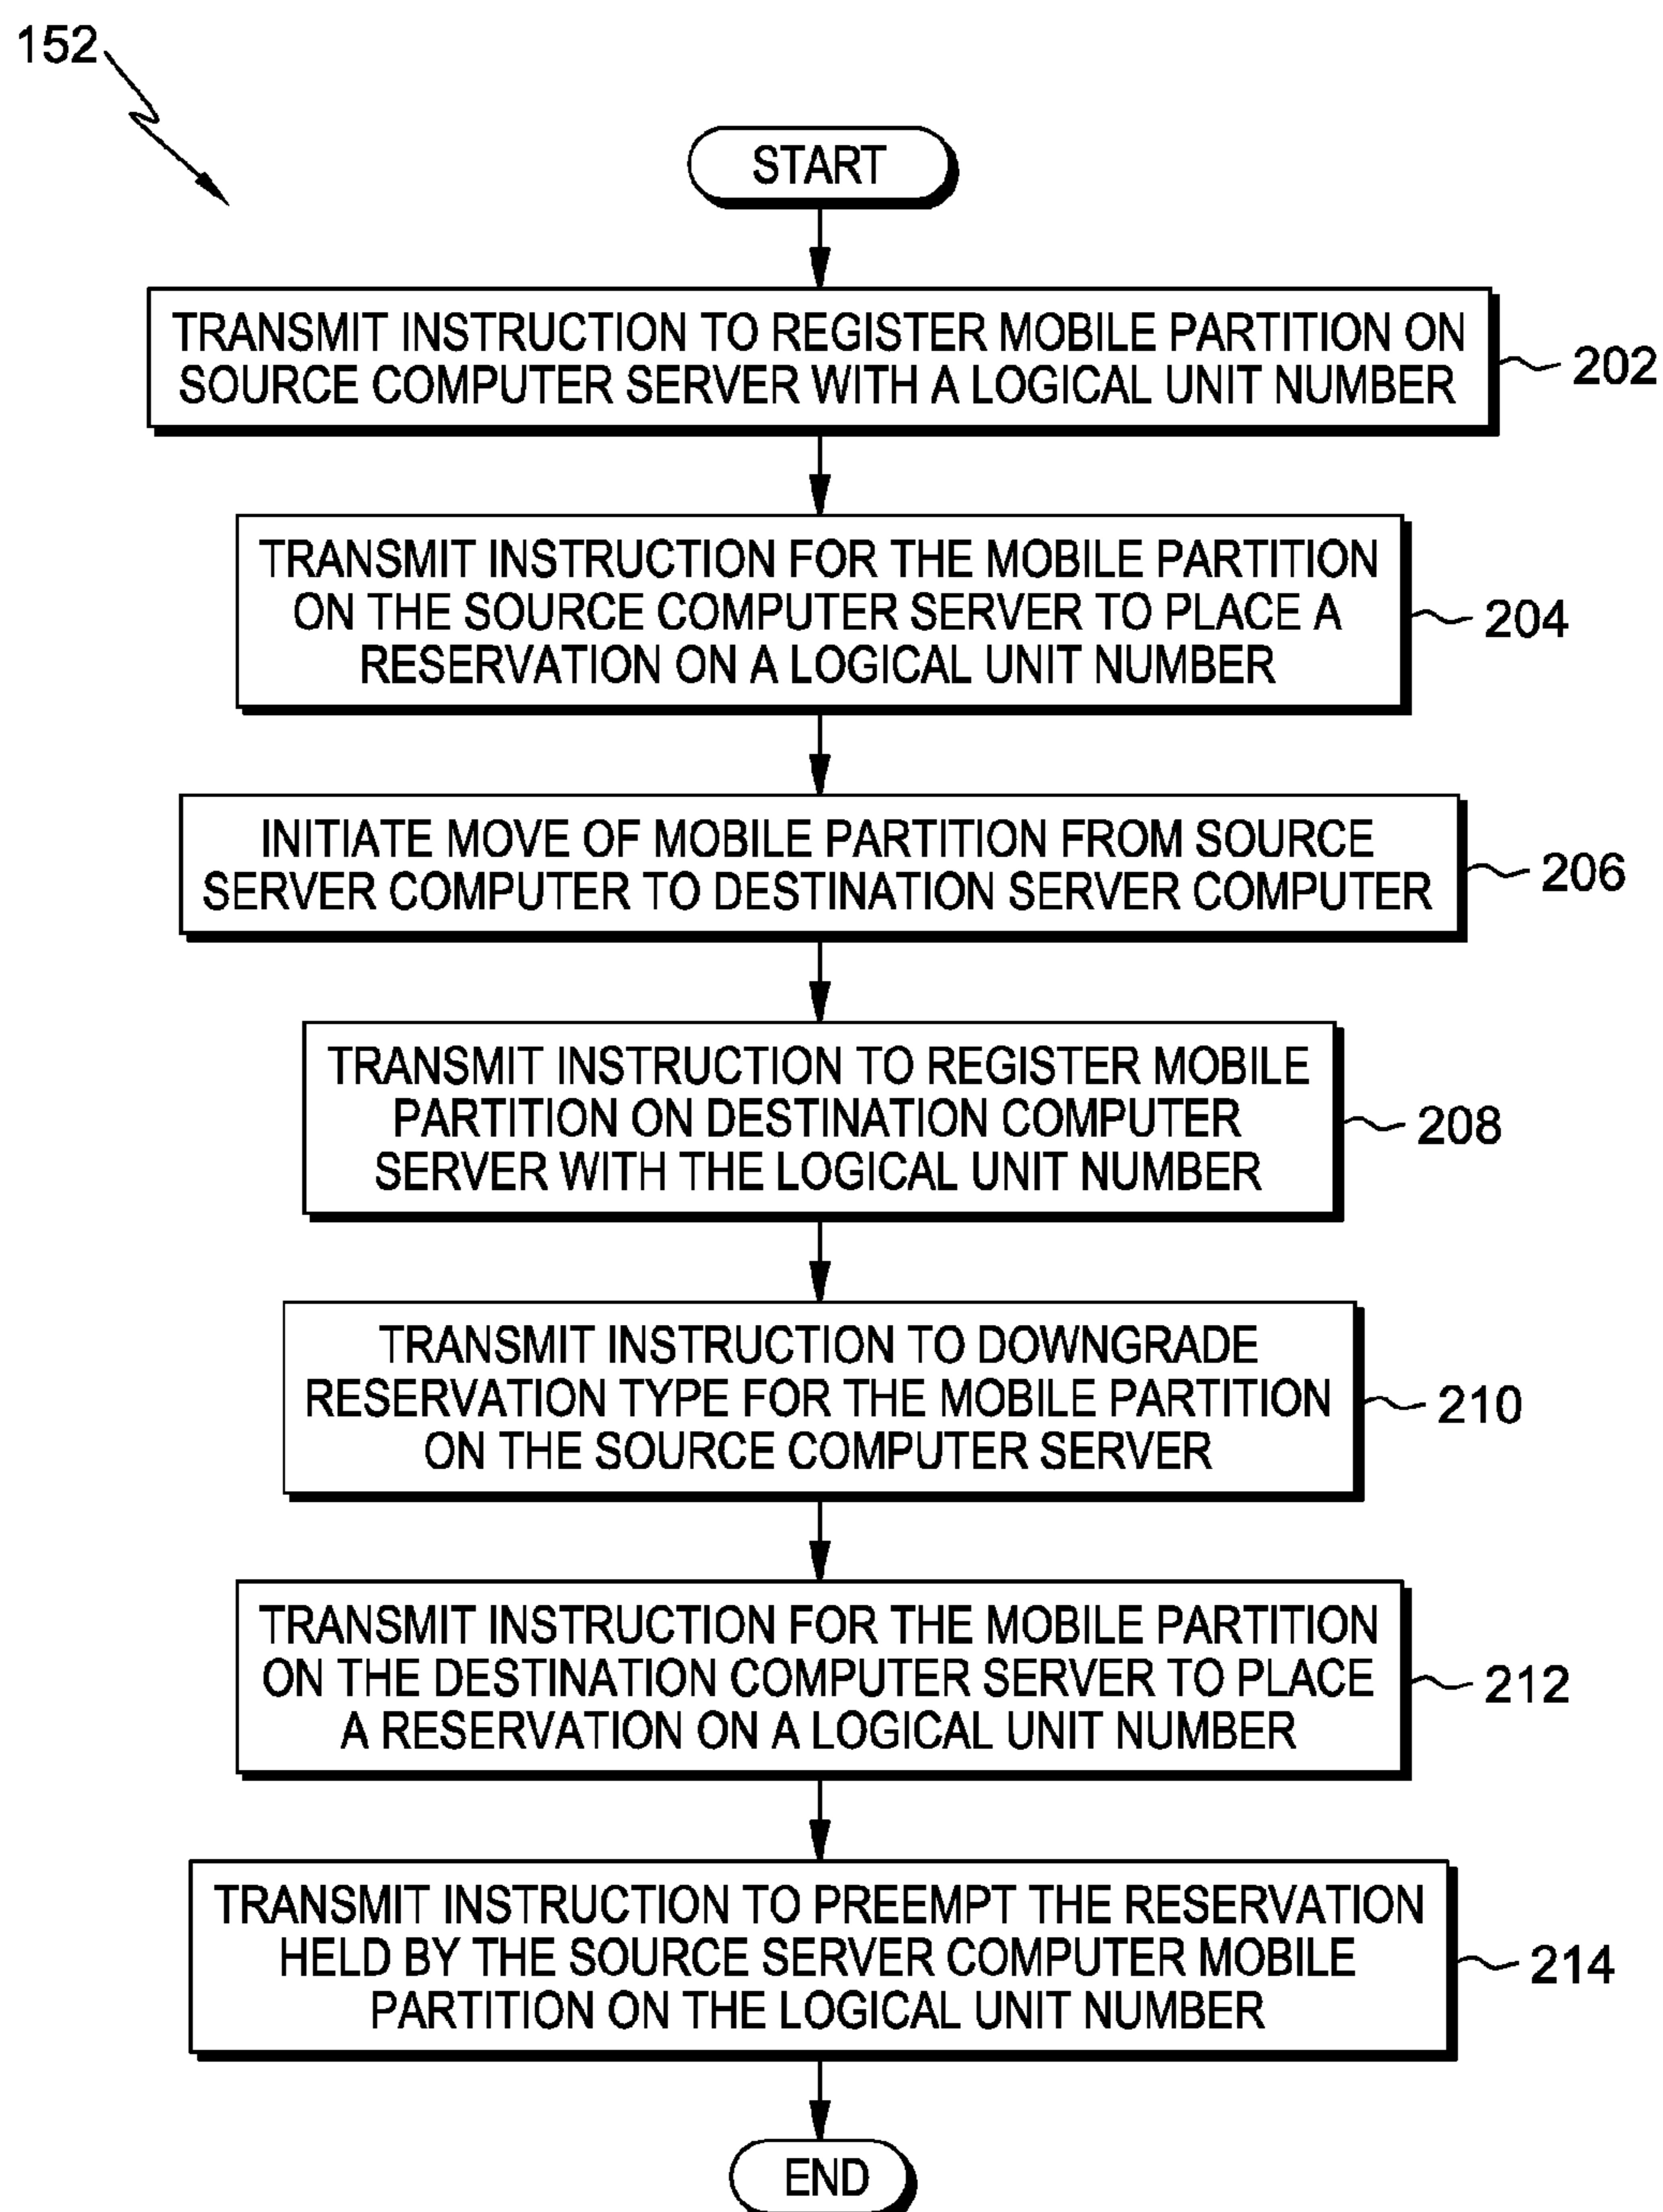 152
START
TRANSMIT INSTRUCTION TO REGISTER MOBILE PARTITION ON
SOURCE COMPUTER SERVER WITH A LOGICAL UNIT NUMBER
202
TRANSMIT INSTRUCTION FOR THE MOBILE PARTITION
ON THE SOURCE COMPUTER SERVER TO PLACE A
RESERVATION ON A LOGICAL UNIT NUMBER
204
INITIATE MOVE OF MOBILE PARTITION FROM SOURCE
SERVER COMPUTER TO DESTINATION SERVER COMPUTER
206
TRANSMIT INSTRUCTION TO REGISTER MOBILE
PARTITION ON DESTINATION COMPUTER
SERVER WITH THE LOGICAL UNIT NUMBER
208
TRANSMIT INSTRUCTION TO DOWNGRADE
RESERVATION TYPE FOR THE MOBILE PARTITION
ON THE SOURCE COMPUTER SERVER
210
TRANSMIT INSTRUCTION FOR THE MOBILE PARTITION
ON THE DESTINATION COMPUTER SERVER TO PLACE
A RESERVATION ON A LOGICAL UNIT NUMBER
212
TRANSMIT INSTRUCTION TO PREEMPT THE RESERVATION
HELD BY THE SOURCE SERVER COMPUTER MOBILE
PARTITION ON THE LOGICAL UNIT NUMBER
214
END